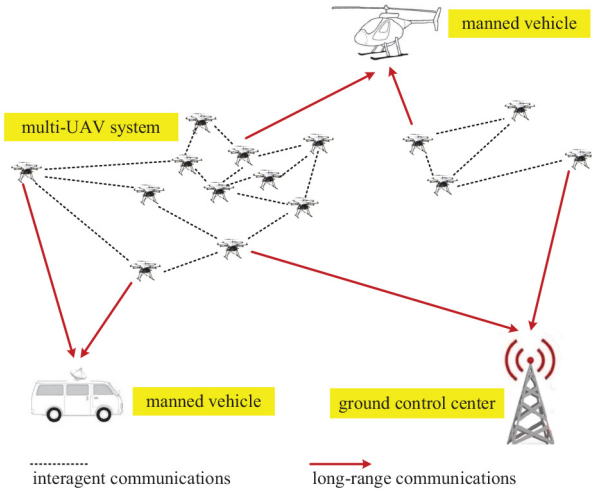 manned vehicle
multi-UAV system
manned vehicle
ground control center
interagent communications
long-range communications